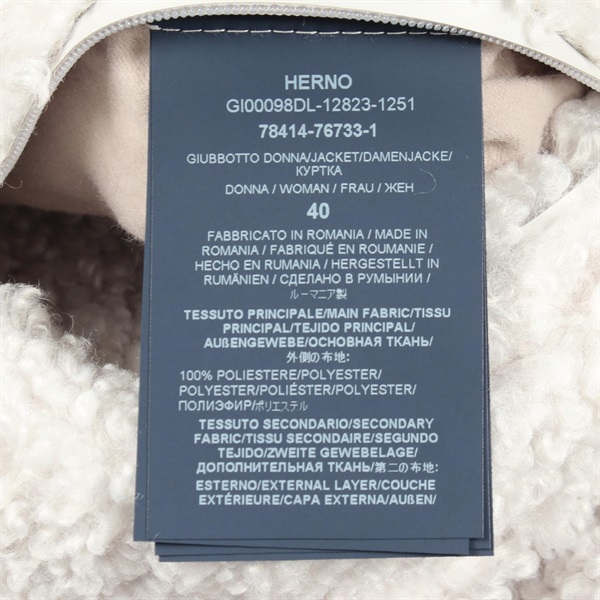 HERNO
GI00098DL-12823-1251
78414-76733-1
GIUBBOTTO DONNA/JACKET/DAMENJACKE/
КУРТКА
DONNA / WOMAN / FRAU / ЖЕН
40
FABBRICATO IN ROMANIA / MADE IN
ROMANIA / FABRIQUÉ EN ROUMANIE /
HECHO EN RUMANIA / HERGESTELLT IN
RUMÄNIEN / СДЕЛАНО В РУМЫНИИ /
ルーマニア製
TESSUTO PRINCIPALE/MAIN FABRIC/TISSU
PRINCIPAL/TEJIDO PRINCIPAL/
AUßENGEWEBE/ОСНОВНАЯ ТКАНЬ/
外側の布地:
100% POLIESTERE/POLYESTER/
POLYESTER/POLIÉSTER/POLYESTER/
ПОЛИЭФИР/ポリエステル
TESSUTO SECONDARIO/SECONDARY
FABRIC/TISSU SECONDAIRE/SEGUNDO
TEJIDO/ZWEITE GEWEBELAGE/
ДОПОЛНИТЕЛЬНАЯ ТКАНЬ/第二の布地:
ESTERNO/EXTERNAL LAYER/COUCHE
EXTÉRIEURE/CAPA EXTERNA/AUßEN/